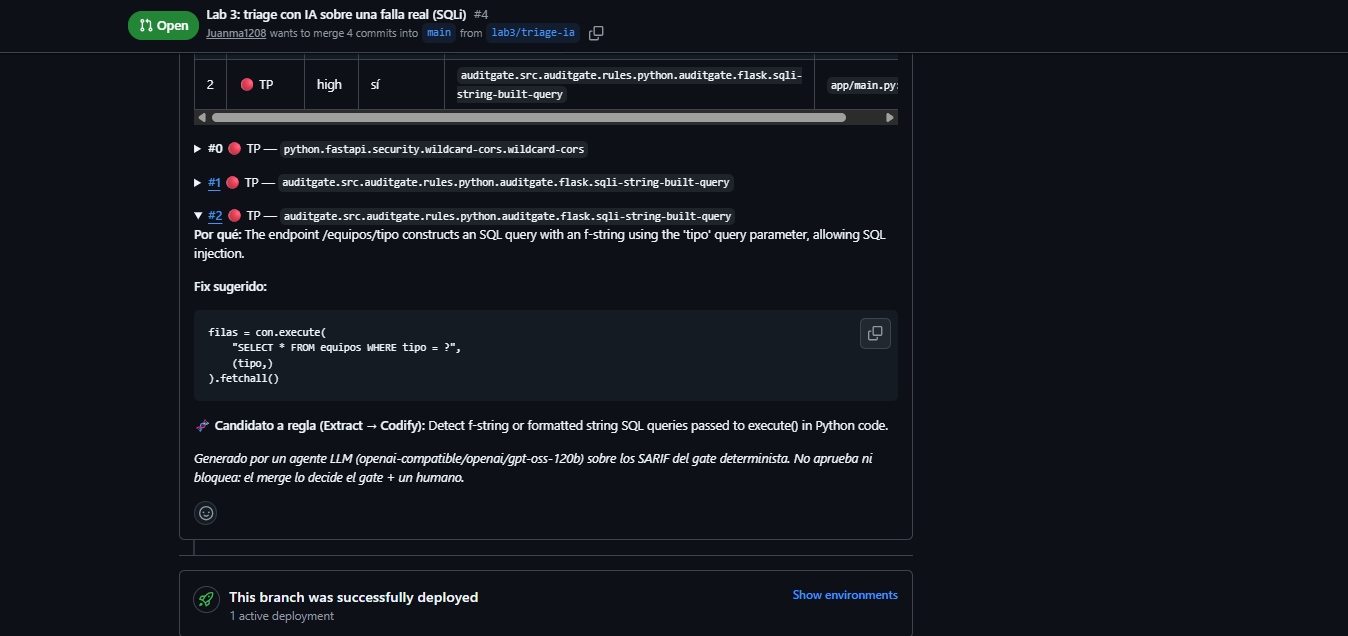 Open
Lab 3: triage con IA sobre una falla real (SQLi) #4
Juanma1208 wants to merge 4 commits into main from lab3/triage-ia
2 TP high sí auditgate.src.auditgate.rules.python.auditgate.flask.sqli-
string-built-query app/main.py:
#0 TP — python.fastapi.security.wildcard-cors.wildcard-cors
#1 TP — auditgate.src.auditgate.rules.python.auditgate.flask.sqli-string-built-query
#2 TP — auditgate.src.auditgate.rules.python.auditgate.flask.sqli-string-built-query
Por qué: The endpoint /equipos/tipo constructs an SQL query with an f-string using the 'tipo' query parameter, allowing SQL
injection.
Fix sugerido:
filas = con.execute(
    "SELECT * FROM equipos WHERE tipo = ?",
    (tipo,)
).fetchall()
Candidato a regla (Extract → Codify): Detect f-string or formatted string SQL queries passed to execute() in Python code.
Generado por un agente LLM (openai-compatible/openai/gpt-oss-120b) sobre los SARIF del gate determinista. No aprueba ni
bloquea: el merge lo decide el gate + un humano.
This branch was successfully deployed
Show environments
1 active deployment